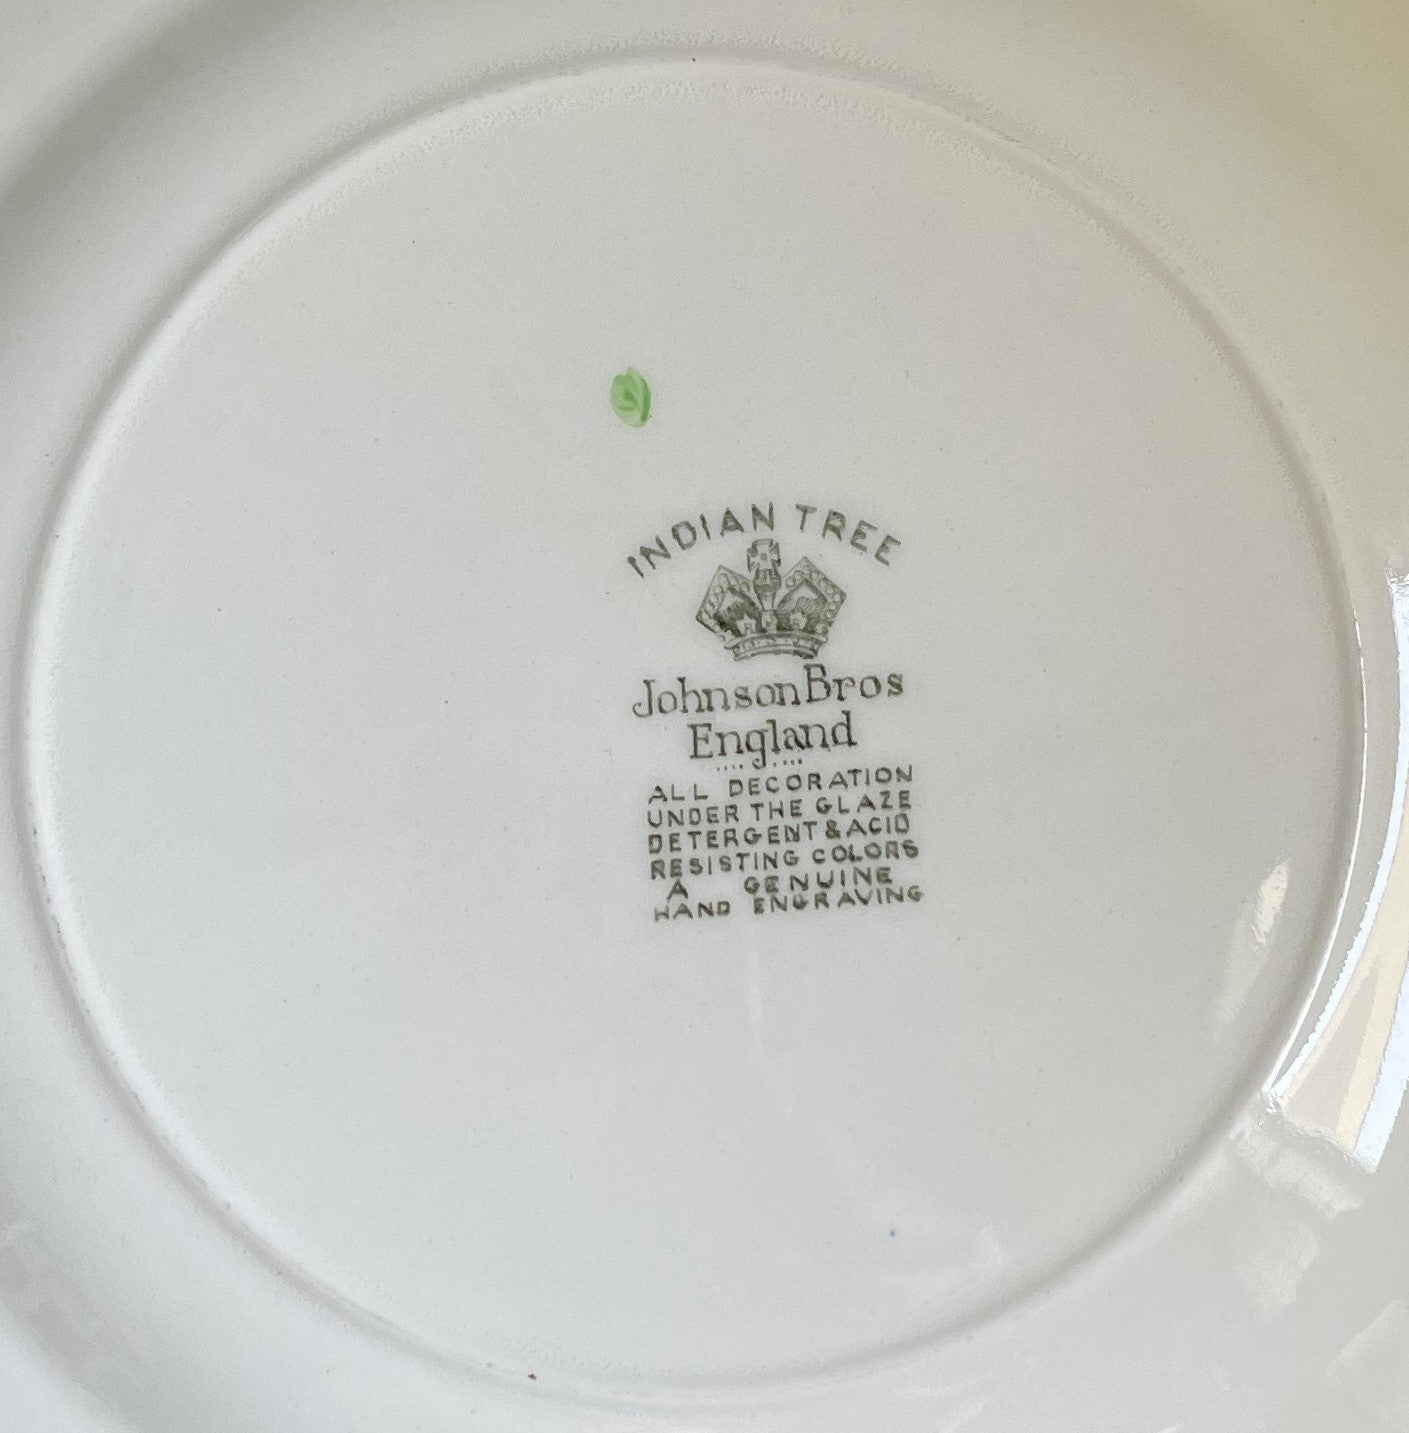 INDIAN TREE
Johnson Bros
England
ALL DECORATION
UNDER THE GLAZE
DETERGENT & ACID
RESISTING COLORS
A GENUINE
HAND ENGRAVING